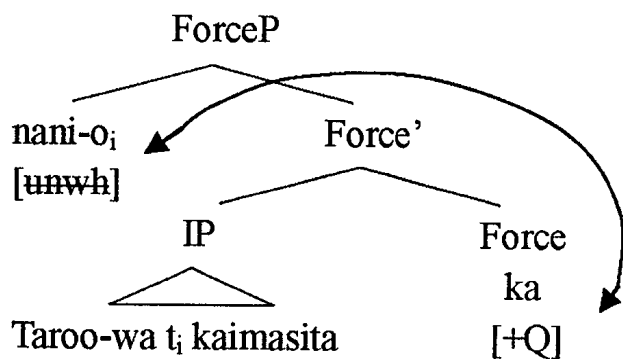 ForceP
nani-oᵢ Force’
[unwh]
IP Force
ka
Taroo-wa tᵢ kaimasita [+Q]